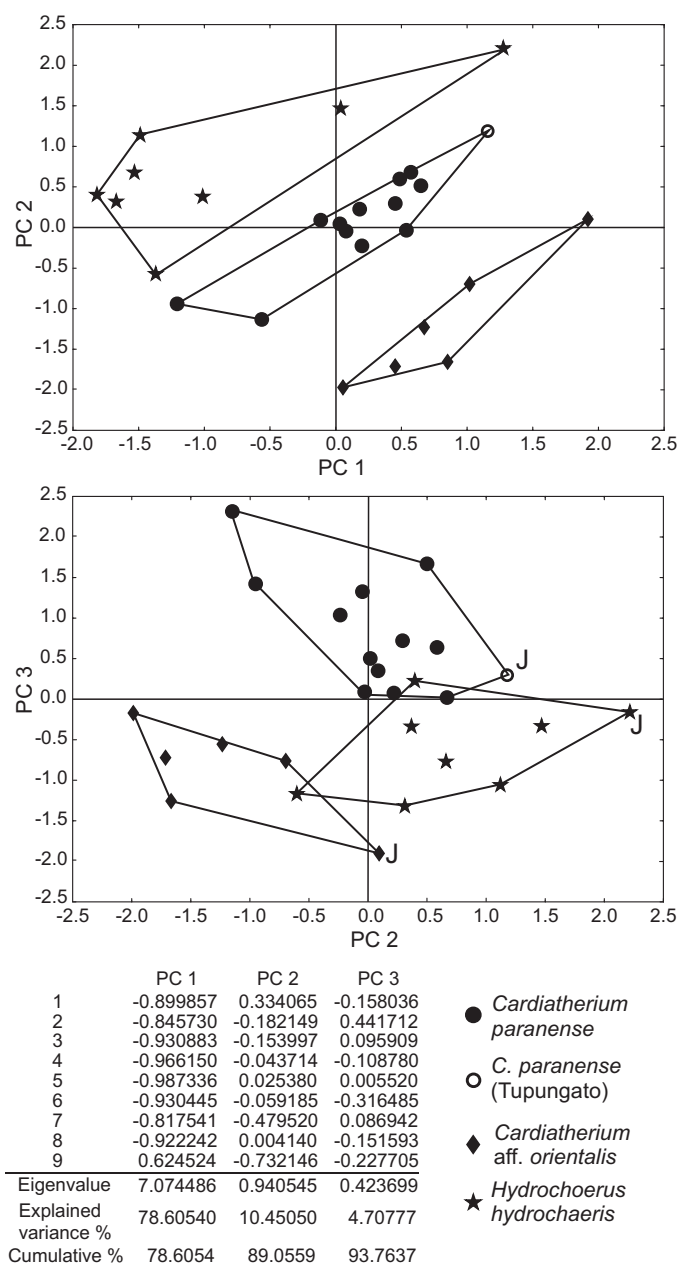 2.5
2.0
1.5
1.0
0.5
0.0
-0.5
-1.0
-1.5
-2.0
-2.5
PC 2
-2.0 -1.5 -1.0 -0.5 0.0 0.5 1.0 1.5 2.0 2.5
PC 1
2.5
2.0
1.5
1.0
0.5
0.0
-0.5
-1.0
-1.5
-2.0
-2.5
PC 3
J
J
J
-2.5 -2.0 -1.5 -1.0 -0.5 0.0 0.5 1.0 1.5 2.0 2.5
PC 2
PC 1 PC 2 PC 3
1 -0.899857 0.334065 -0.158036
2 -0.845730 -0.182149 0.441712
3 -0.930883 -0.153997 0.095909
4 -0.966150 -0.043714 -0.108780
5 -0.987336 0.025380 0.005520
6 -0.930445 -0.059185 -0.316485
7 -0.817541 -0.479520 0.086942
8 -0.922242 0.004140 -0.151593
9 0.624524 -0.732146 -0.227705
Eigenvalue 7.074486 0.940545 0.423699
Explained
variance % 78.60540 10.45050 4.70777
Cumulative % 78.6054 89.0559 93.7637
Cardiatherium
paranense
C. paranense
(Tupungato)
Cardiatherium
aff. orientalis
Hydrochoerus
hydrochaeris